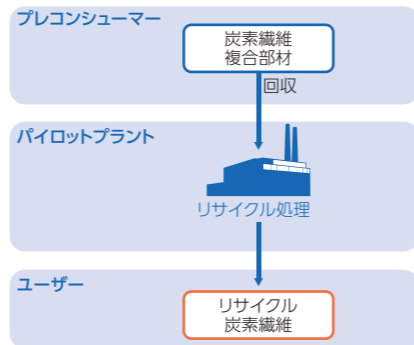 プレコンシューマー
炭素繊維
複合部材
回収
パイロットプラント
リサイクル処理
ユーザー
リサイクル
炭素繊維